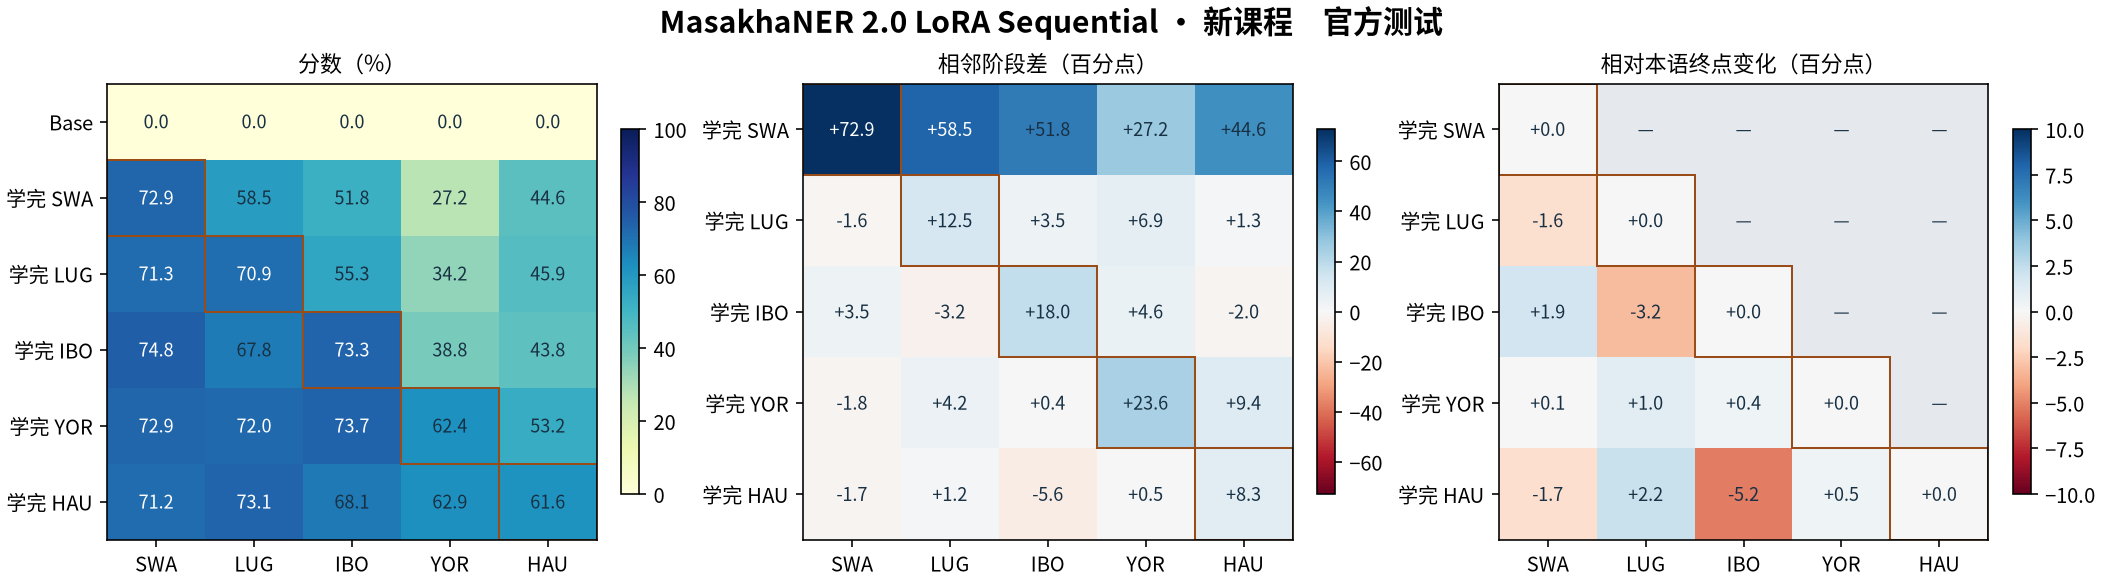 MasakhaNER 2.0 LoRA Sequential · 新课程　官方测试
分数（%）
Base 0.0 0.0 0.0 0.0 0.0
学完 SWA 72.9 58.5 51.8 27.2 44.6
学完 LUG 71.3 70.9 55.3 34.2 45.9
学完 IBO 74.8 67.8 73.3 38.8 43.8
学完 YOR 72.9 72.0 73.7 62.4 53.2
学完 HAU 71.2 73.1 68.1 62.9 61.6
SWA LUG IBO YOR HAU
100
80
60
40
20
0
相邻阶段差（百分点）
学完 SWA +72.9 +58.5 +51.8 +27.2 +44.6
学完 LUG -1.6 +12.5 +3.5 +6.9 +1.3
学完 IBO +3.5 -3.2 +18.0 +4.6 -2.0
学完 YOR -1.8 +4.2 +0.4 +23.6 +9.4
学完 HAU -1.7 +1.2 -5.6 +0.5 +8.3
SWA LUG IBO YOR HAU
60
40
20
0
−20
−40
−60
相对本语终点变化（百分点）
学完 SWA +0.0 — — — —
学完 LUG -1.6 +0.0 — — —
学完 IBO +1.9 -3.2 +0.0 — —
学完 YOR +0.1 +1.0 +0.4 +0.0 —
学完 HAU -1.7 +2.2 -5.2 +0.5 +0.0
SWA LUG IBO YOR HAU
10.0
7.5
5.0
2.5
0.0
−2.5
−5.0
−7.5
−10.0